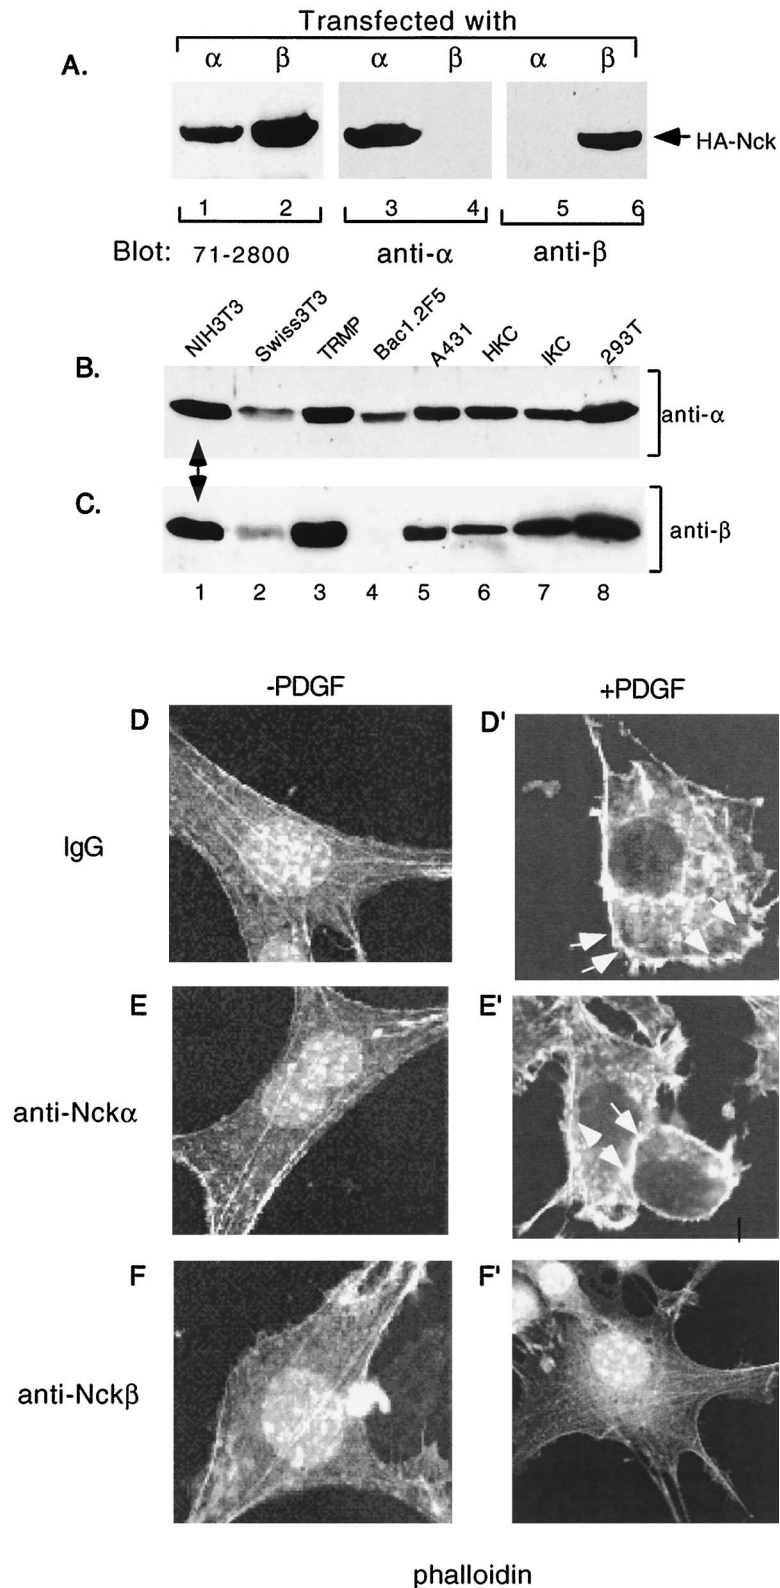 Transfected with
A.
α β α β α β
HA-Nck
1 2 3 4 5 6
Blot: 71-2800 anti-α anti-β
NIH3T3 Swiss3T3 TRMP Bac1.2F5 A431 HKC IKC 293T
B.
anti-α
C.
anti-β
1 2 3 4 5 6 7 8
-PDGF +PDGF
D D'
IgG
E E'
anti-Nckα
F F'
anti-Nckβ
phalloidin